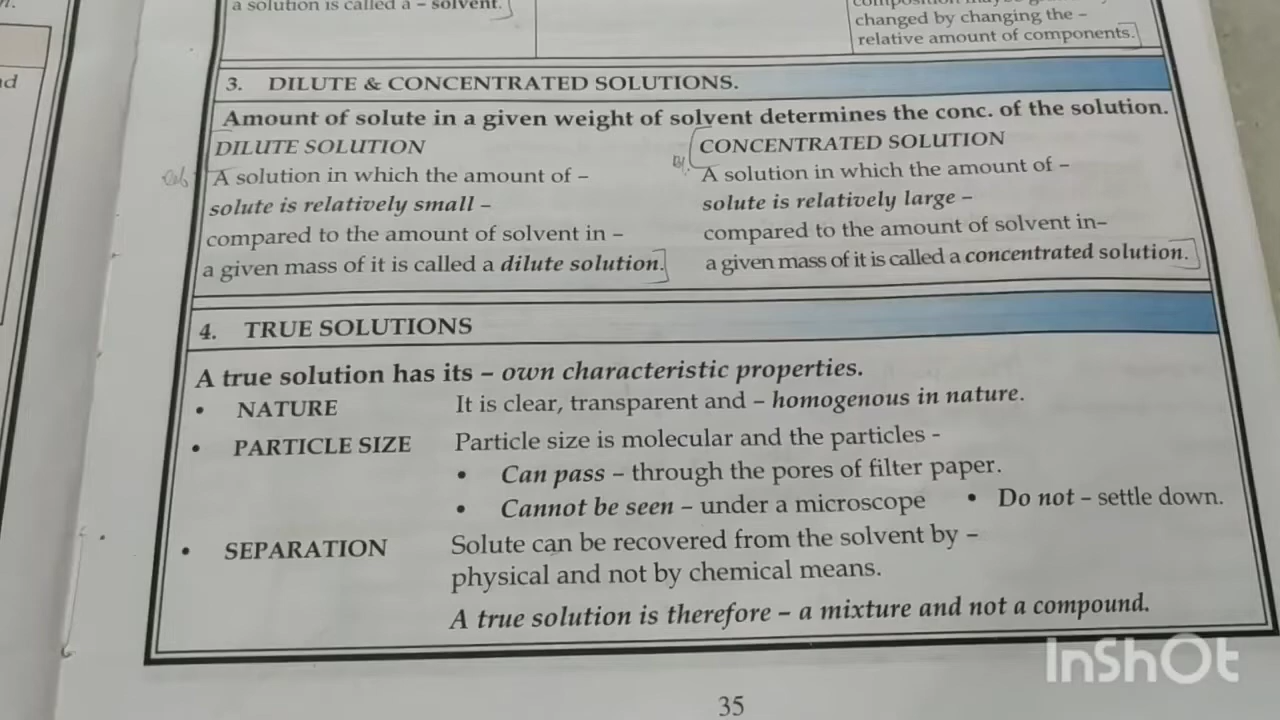 a solution is called a – solvent.
changed by changing the –
relative amount of components.
3. DILUTE & CONCENTRATED SOLUTIONS.
Amount of solute in a given weight of solvent determines the conc. of the solution.
DILUTE SOLUTION
A solution in which the amount of –
solute is relatively small –
compared to the amount of solvent in –
a given mass of it is called a dilute solution.
CONCENTRATED SOLUTION
A solution in which the amount of –
solute is relatively large –
compared to the amount of solvent in–
a given mass of it is called a concentrated solution.
4. TRUE SOLUTIONS
A true solution has its – own characteristic properties.
• NATURE It is clear, transparent and – homogenous in nature.
• PARTICLE SIZE Particle size is molecular and the particles -
• Can pass – through the pores of filter paper.
• Cannot be seen – under a microscope • Do not – settle down.
• SEPARATION Solute can be recovered from the solvent by –
physical and not by chemical means.
A true solution is therefore – a mixture and not a compound.
35
InShOt